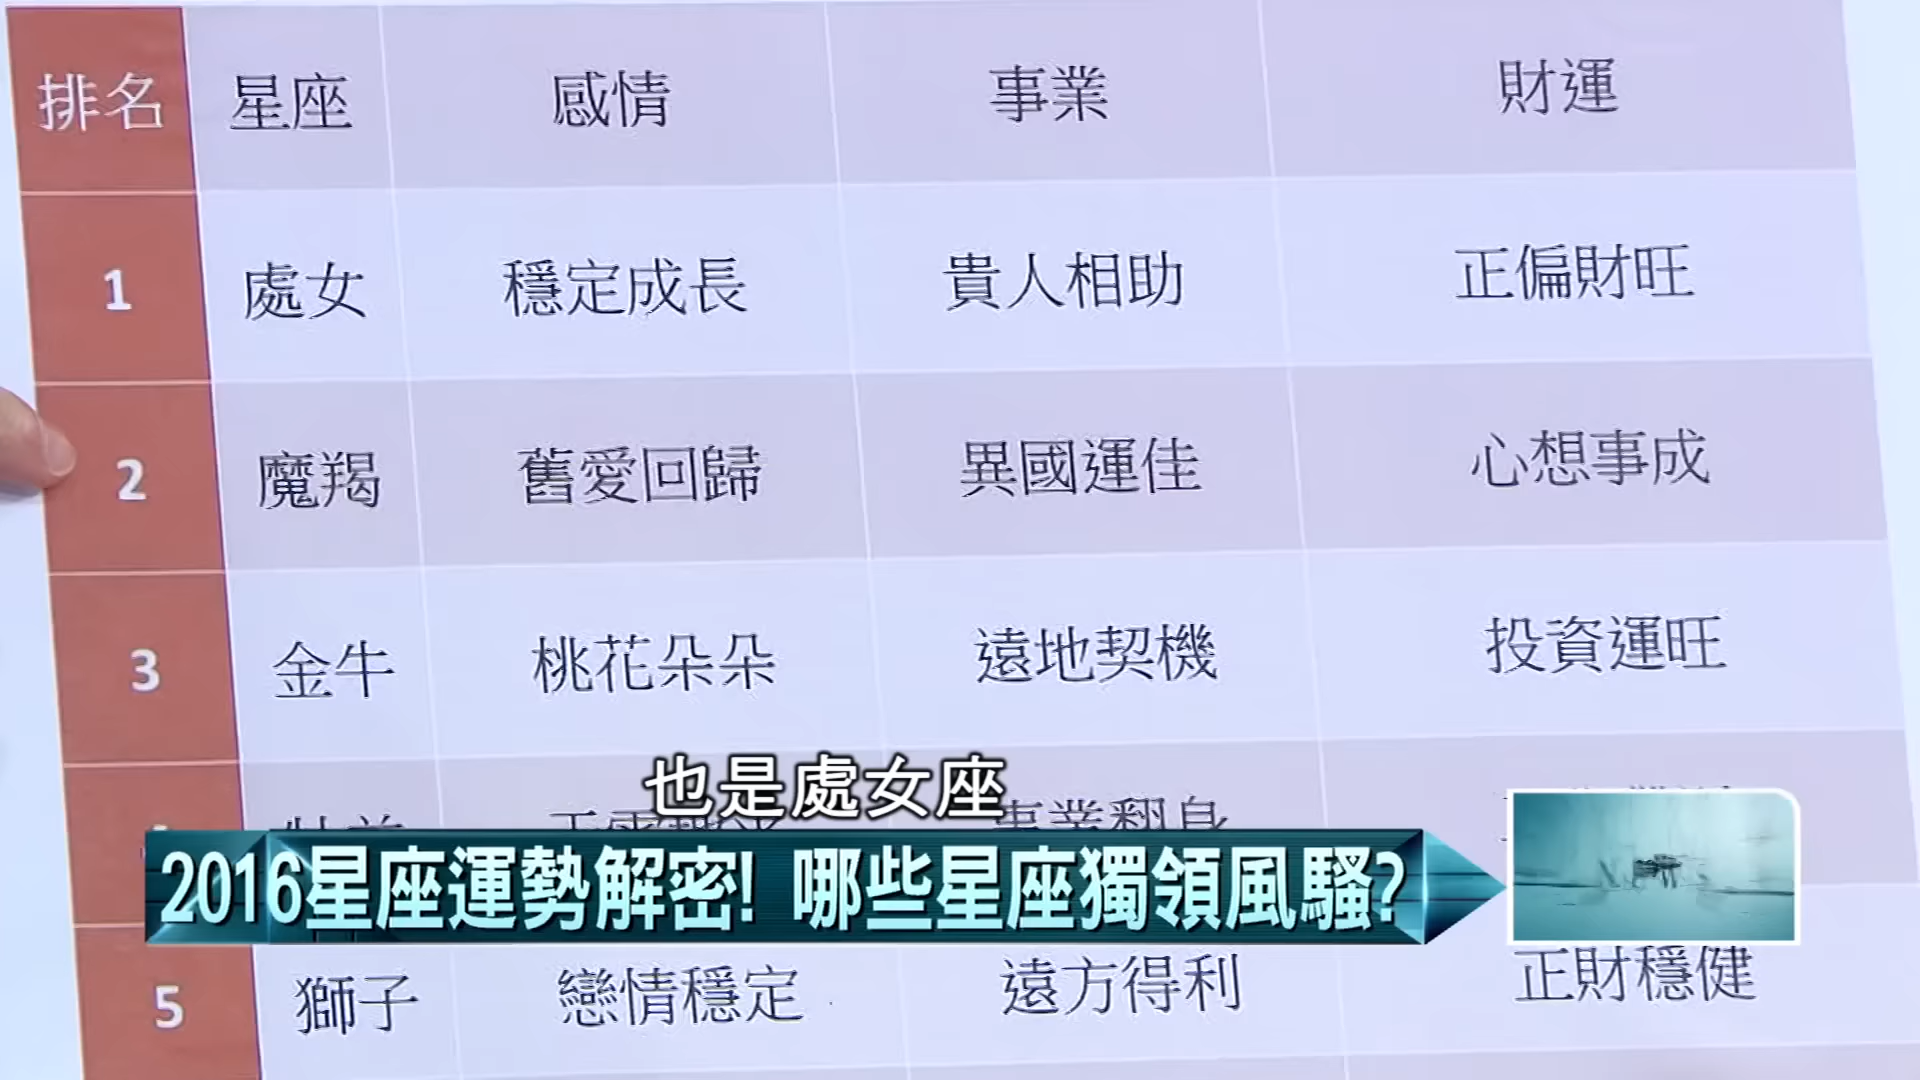 排名 星座 感情 事業 財運
1 處女 穩定成長 貴人相助 正偏財旺
2 魔羯 舊愛回歸 異國運佳 心想事成
3 金牛 桃花朵朵 遠地契機 投資運旺
也是處女座
事業翻身
2016星座運勢解密! 哪些星座獨領風騷?
5 獅子 戀情穩定 遠方得利 正財穩健